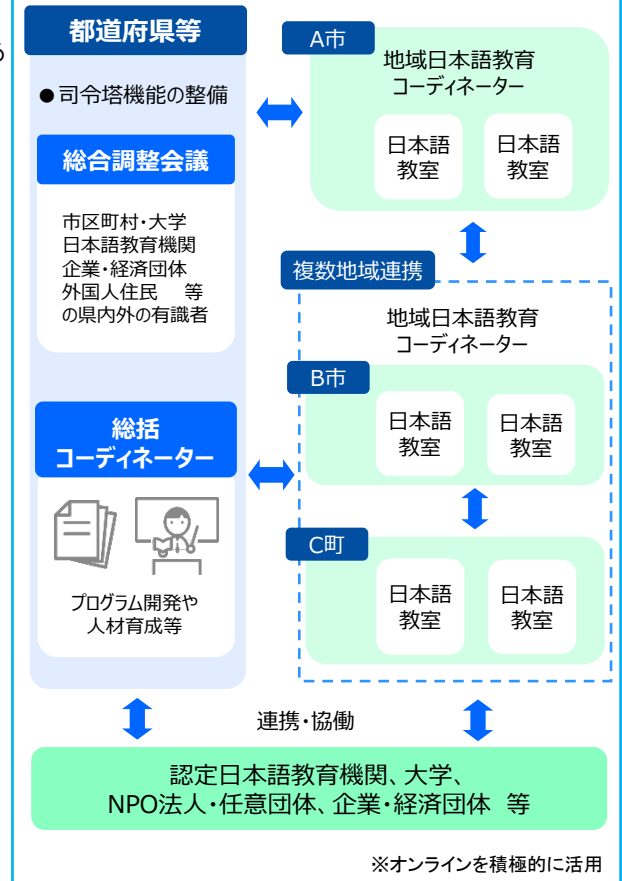 る
都道府県等
●司令塔機能の整備
総合調整会議
市区町村・大学
日本語教育機関
企業・経済団体
外国人住民　等
の県内外の有識者
総括
コーディネーター
プログラム開発や
人材育成等
A市
地域日本語教育
コーディネーター
日本語
教室
日本語
教室
複数地域連携
地域日本語教育
コーディネーター
B市
日本語
教室
日本語
教室
C町
日本語
教室
日本語
教室
連携・協働
認定日本語教育機関、大学、
NPO法人・任意団体、企業・経済団体 等
※オンラインを積極的に活用